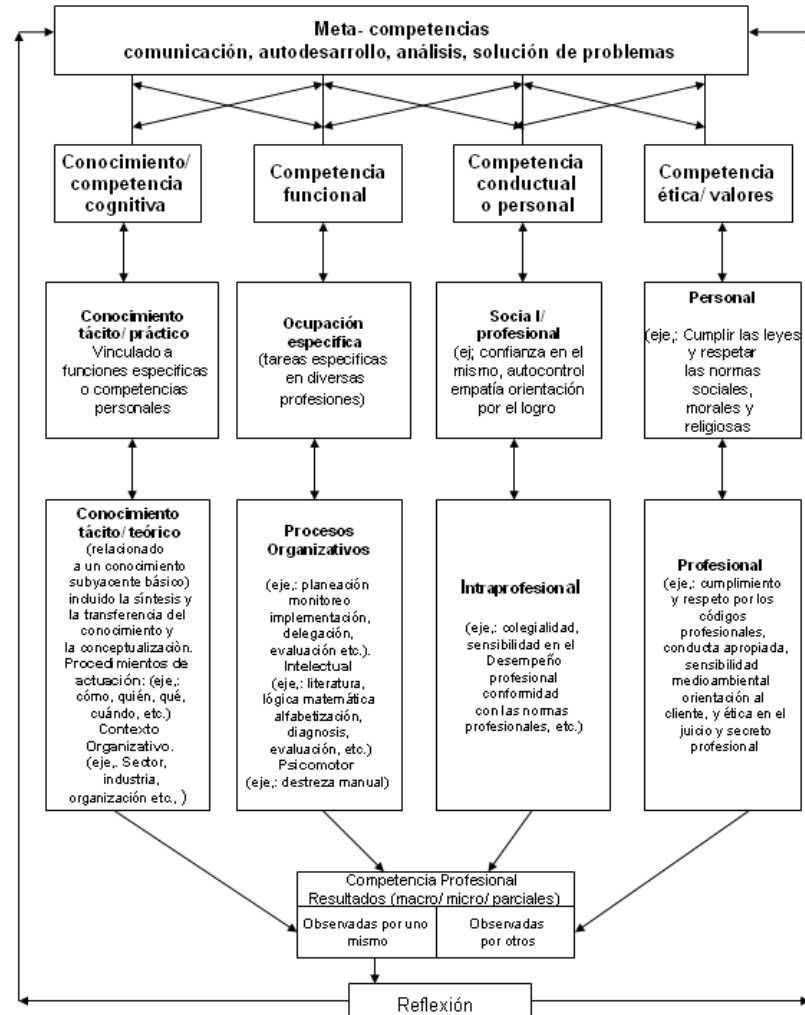 Meta- competencias
comunicación, autodesarrollo, análisis, solución de problemas
Conocimiento/
competencia
cognitiva
Competencia
funcional
Competencia
conductual
o personal
Competencia
ética/ valores
Conocimiento
tácito/ práctico
Vinculado a
funciones especificas
o competencias
personales
Ocupación
especifica
(tareas especificas
en diversas
profesiones)
Socia l/
profesional
(ej; confianza en el
mismo, autocontrol
empatía orientación
por el logro
Personal
(eje,: Cumplir las leyes
y respetar
las normas
sociales,
morales y
religiosas
Conocimiento
tácito/ teórico
(relacionado
a un conocimiento
subyacente básico)
incluido la síntesis y
la transferencia del
conocimiento y
la conceptualizaciòn.
Procedimientos de
actuación: (eje,:
cómo, quién, qué,
cuándo, etc.)
Contexto
Organizativo.
(eje,. Sector,
industria,
organización etc., )
Procesos
Organizativos
(eje,: planeación
monitoreo
implementación,
delegación,
evaluación etc.).
Intelectual
(eje,: literatura,
lógica matemática
alfabetización,
diagnosis,
evaluación, etc.)
Psicomotor
(eje,: destreza manual)
Intraprofesional
(eje,: colegialidad,
sensibilidad en el
Desempeño
profesional
conformidad
con las normas
profesionales, etc.)
Profesional
(eje,: cumplimiento
y respeto por los
códigos
profesionales,
conducta apropiada,
sensibilidad
medioambiental
orientación al
cliente, y ética en el
juicio y secreto
profesional
Competencia Profesional
Resultados (macro/ micro/ parciales)
Observadas por uno
mismo
Observadas
por otros
Reflexión